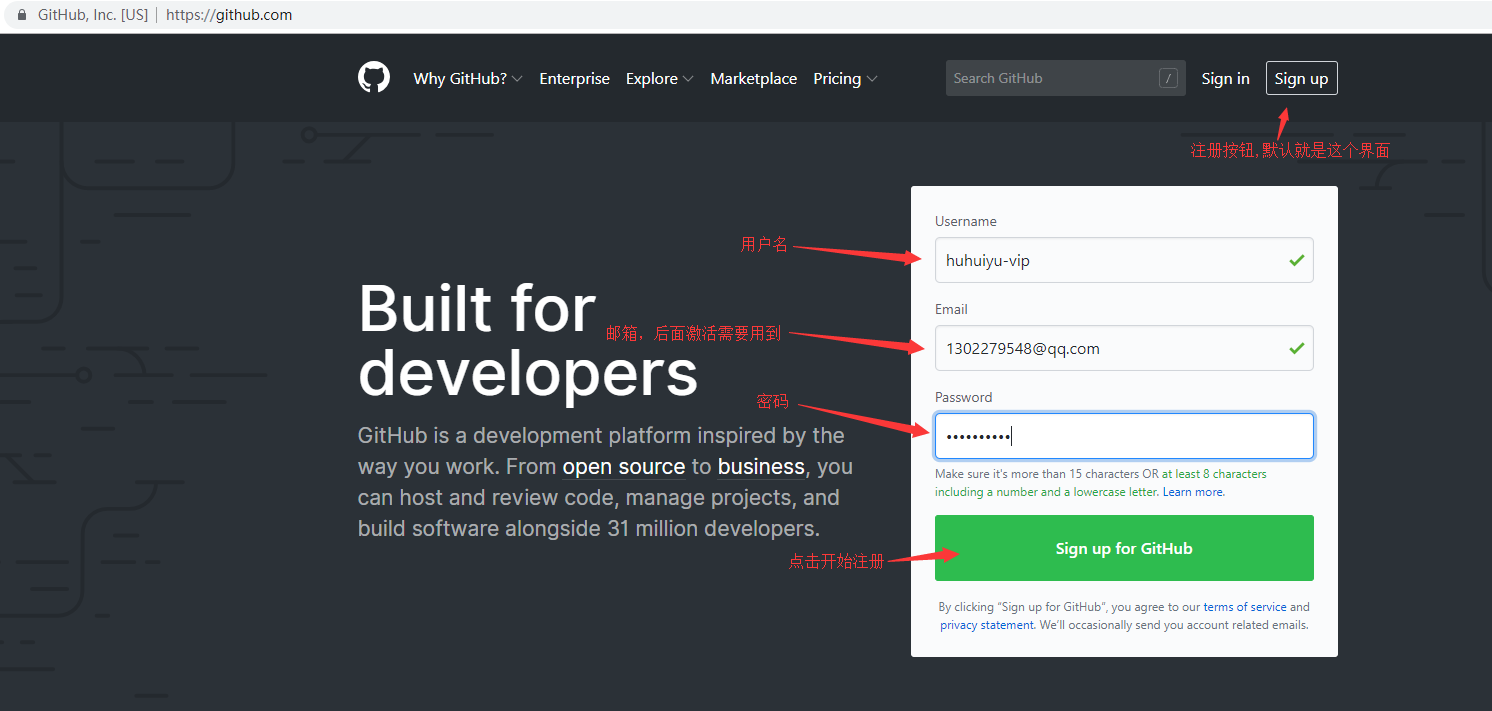 GitHub, Inc. [US] | https://github.com
Why GitHub? Enterprise Explore Marketplace Pricing Search GitHub / Sign in Sign up
注册按钮,默认就是这个界面
Username
用户名
huhuiyu-vip
Email
邮箱，后面激活需要用到
1302279548@qq.com
Password
密码
••••••••••
Make sure it's more than 15 characters OR at least 8 characters
including a number and a lowercase letter. Learn more.
Built for
developers
GitHub is a development platform inspired by the
way you work. From open source to business, you
can host and review code, manage projects, and
build software alongside 31 million developers.
点击开始注册
Sign up for GitHub
By clicking “Sign up for GitHub”, you agree to our terms of service and
privacy statement. We’ll occasionally send you account related emails.